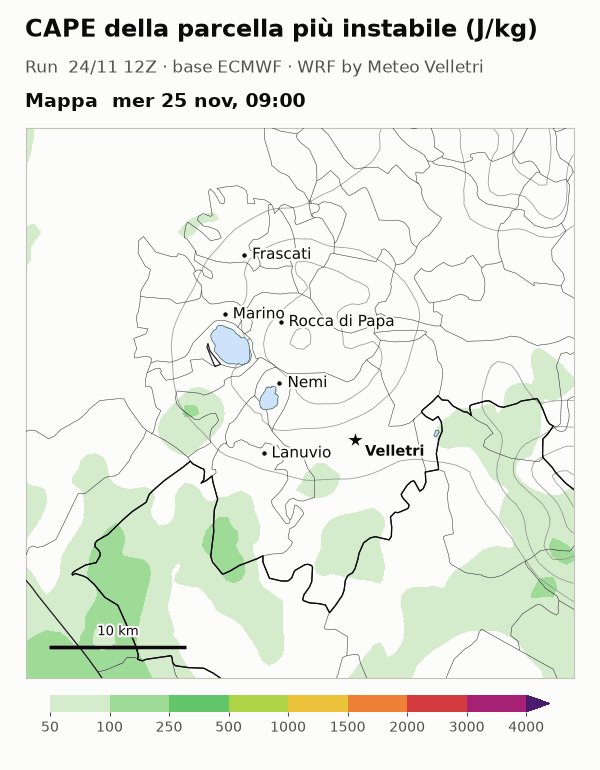 CAPE della parcella più instabile (J/kg)
Run  24/11 12Z · base ECMWF · WRF by Meteo Velletri
Mappa  mer 25 nov, 09:00
Frascati
Marino
Rocca di Papa
Nemi
Velletri
Lanuvio
10 km
50 100 250 500 1000 1500 2000 3000 4000